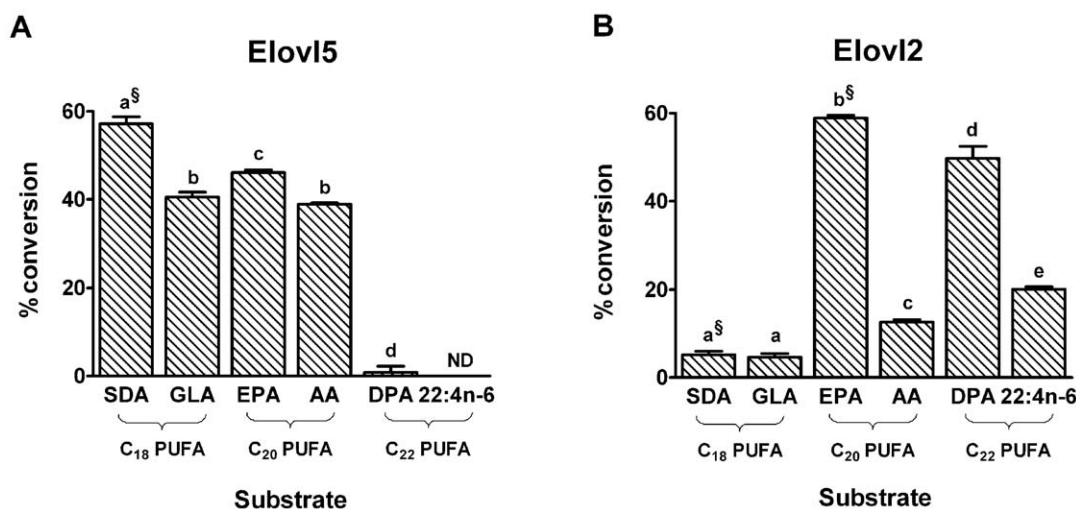 A
Elovl5
% conversion
60
40
20
0
a§
b
c
b
d
ND
SDA GLA EPA AA DPA 22:4n-6
C18 PUFA C20 PUFA C22 PUFA
Substrate
B
Elovl2
% conversion
60
40
20
0
a§
a
b§
c
d
e
SDA GLA EPA AA DPA 22:4n-6
C18 PUFA C20 PUFA C22 PUFA
Substrate